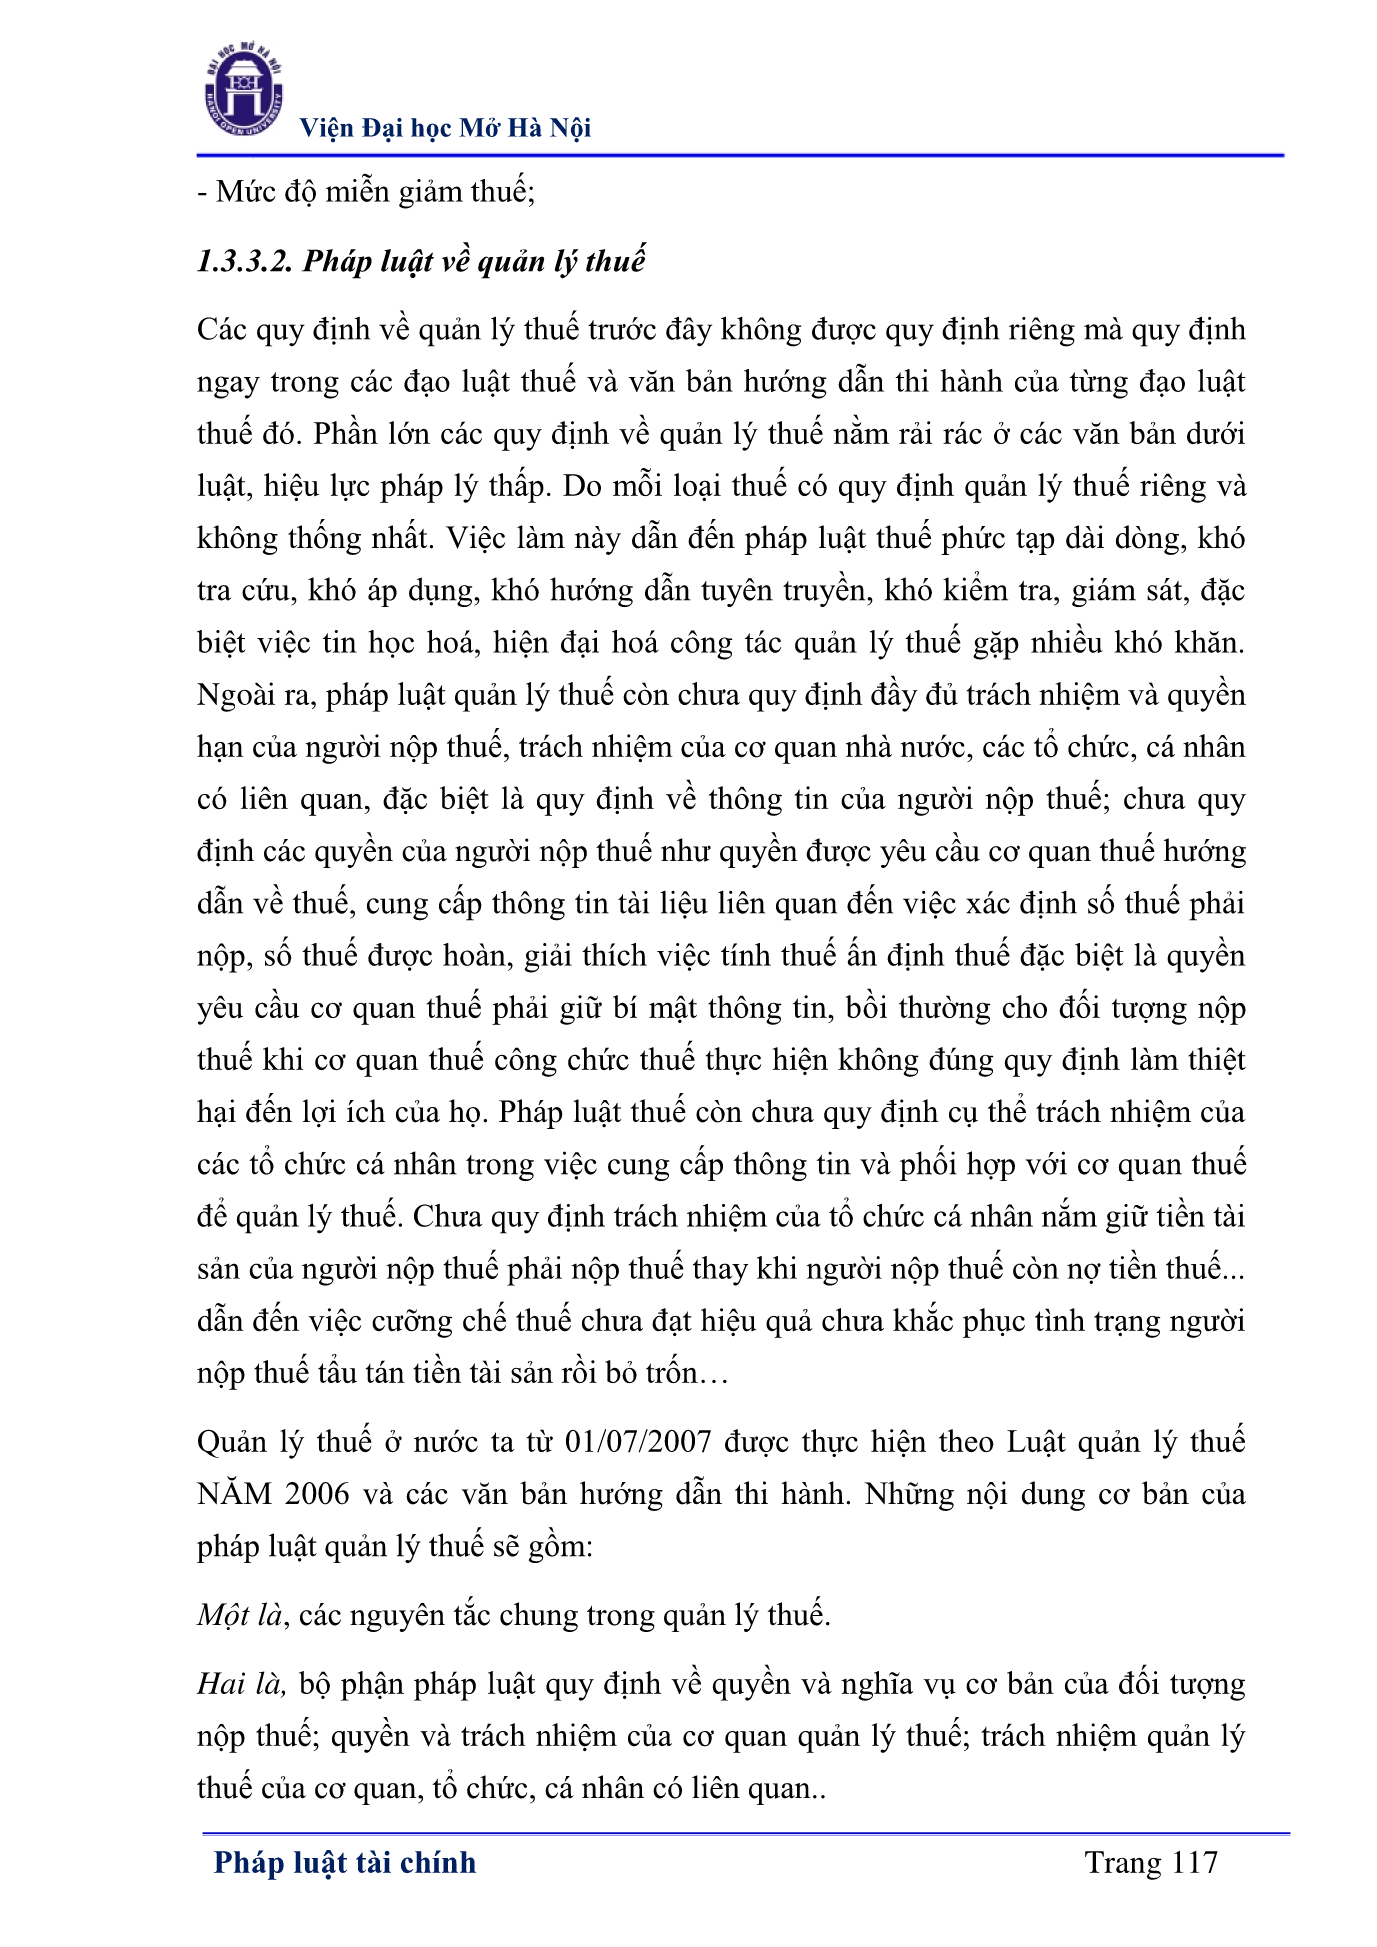 ĐẠI HỌC MỞ HÀ NỘI
HANOI OPEN UNIVERSITY
Viện Đại học Mở Hà Nội
- Mức độ miễn giảm thuế;
1.3.3.2. Pháp luật về quản lý thuế
Các quy định về quản lý thuế trước đây không được quy định riêng mà quy định
ngay trong các đạo luật thuế và văn bản hướng dẫn thi hành của từng đạo luật
thuế đó. Phần lớn các quy định về quản lý thuế nằm rải rác ở các văn bản dưới
luật, hiệu lực pháp lý thấp. Do mỗi loại thuế có quy định quản lý thuế riêng và
không thống nhất. Việc làm này dẫn đến pháp luật thuế phức tạp dài dòng, khó
tra cứu, khó áp dụng, khó hướng dẫn tuyên truyền, khó kiểm tra, giám sát, đặc
biệt việc tin học hoá, hiện đại hoá công tác quản lý thuế gặp nhiều khó khăn.
Ngoài ra, pháp luật quản lý thuế còn chưa quy định đầy đủ trách nhiệm và quyền
hạn của người nộp thuế, trách nhiệm của cơ quan nhà nước, các tổ chức, cá nhân
có liên quan, đặc biệt là quy định về thông tin của người nộp thuế; chưa quy
định các quyền của người nộp thuế như quyền được yêu cầu cơ quan thuế hướng
dẫn về thuế, cung cấp thông tin tài liệu liên quan đến việc xác định số thuế phải
nộp, số thuế được hoàn, giải thích việc tính thuế ấn định thuế đặc biệt là quyền
yêu cầu cơ quan thuế phải giữ bí mật thông tin, bồi thường cho đối tượng nộp
thuế khi cơ quan thuế công chức thuế thực hiện không đúng quy định làm thiệt
hại đến lợi ích của họ. Pháp luật thuế còn chưa quy định cụ thể trách nhiệm của
các tổ chức cá nhân trong việc cung cấp thông tin và phối hợp với cơ quan thuế
để quản lý thuế. Chưa quy định trách nhiệm của tổ chức cá nhân nắm giữ tiền tài
sản của người nộp thuế phải nộp thuế thay khi người nộp thuế còn nợ tiền thuế...
dẫn đến việc cưỡng chế thuế chưa đạt hiệu quả chưa khắc phục tình trạng người
nộp thuế tẩu tán tiền tài sản rồi bỏ trốn…
Quản lý thuế ở nước ta từ 01/07/2007 được thực hiện theo Luật quản lý thuế
NĂM 2006 và các văn bản hướng dẫn thi hành. Những nội dung cơ bản của
pháp luật quản lý thuế sẽ gồm:
Một là, các nguyên tắc chung trong quản lý thuế.
Hai là, bộ phận pháp luật quy định về quyền và nghĩa vụ cơ bản của đối tượng
nộp thuế; quyền và trách nhiệm của cơ quan quản lý thuế; trách nhiệm quản lý
thuế của cơ quan, tổ chức, cá nhân có liên quan..
Pháp luật tài chính
Trang 117